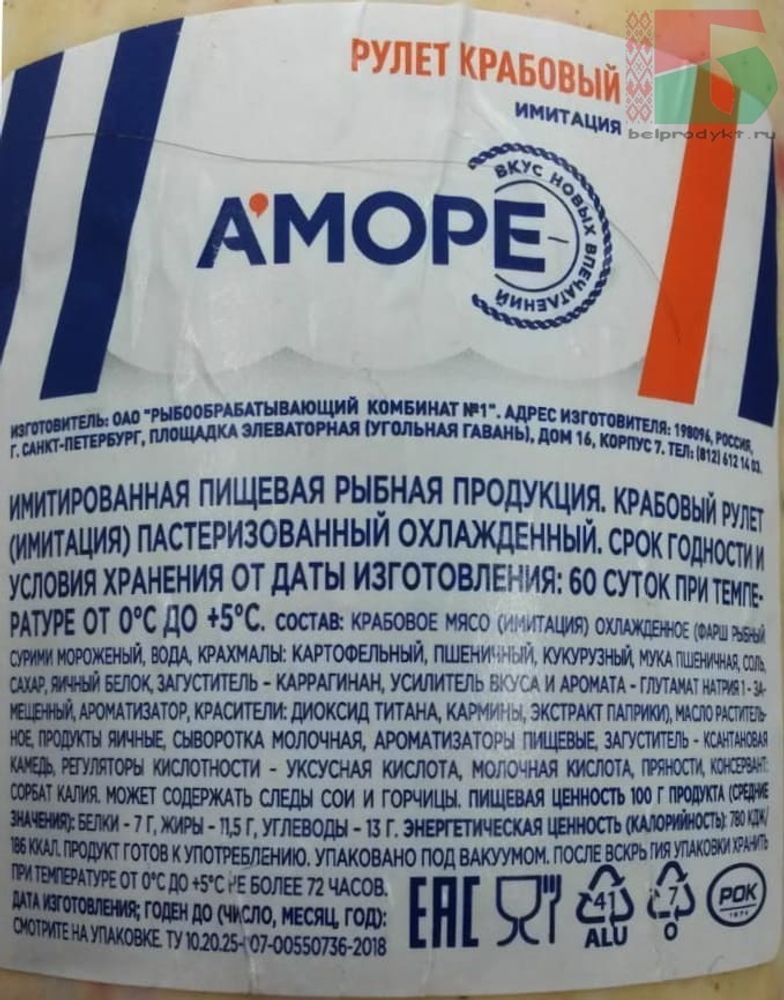 РУЛЕТ КРАБОВЫЙ
ИМИТАЦИЯ
belprodykt.ru
А'МОРЕ
ВКУС НОВЫХ ВПЕЧАТЛЕНИЙ
ИЗГОТОВИТЕЛЬ: ОАО "РЫБООБРАБАТЫВАЮЩИЙ КОМБИНАТ №1". АДРЕС ИЗГОТОВИТЕЛЯ: 198096, РОССИЯ,
Г. САНКТ-ПЕТЕРБУРГ, ПЛОЩАДКА ЭЛЕВАТОРНАЯ (УГОЛЬНАЯ ГАВАНЬ), ДОМ 16, КОРПУС 7. ТЕЛ: (812) 612 14 03.
ИМИТИРОВАННАЯ ПИЩЕВАЯ РЫБНАЯ ПРОДУКЦИЯ. КРАБОВЫЙ РУЛЕТ
(ИМИТАЦИЯ) ПАСТЕРИЗОВАННЫЙ ОХЛАЖДЕННЫЙ. СРОК ГОДНОСТИ И
УСЛОВИЯ ХРАНЕНИЯ ОТ ДАТЫ ИЗГОТОВЛЕНИЯ: 60 СУТОК ПРИ ТЕМПЕ-
РАТУРЕ ОТ 0°С ДО +5°С. СОСТАВ: КРАБОВОЕ МЯСО (ИМИТАЦИЯ) ОХЛАЖДЕННОЕ (ФАРШ РЫБНЫЙ
СУРИМИ МОРОЖЕНЫЙ, ВОДА, КРАХМАЛЫ: КАРТОФЕЛЬНЫЙ, ПШЕНИЧНЫЙ, КУКУРУЗНЫЙ, МУКА ПШЕНИЧНАЯ, СОЛЬ,
САХАР, ЯИЧНЫЙ БЕЛОК, ЗАГУСТИТЕЛЬ - КАРРАГИНАН, УСИЛИТЕЛЬ ВКУСА И АРОМАТА - ГЛУТАМАТ НАТРИЯ 1 - ЗА-
МЕЩЕННЫЙ, АРОМАТИЗАТОР, КРАСИТЕЛИ: ДИОКСИД ТИТАНА, КАРМИНЫ, ЭКСТРАКТ ПАПРИКИ), МАСЛО РАСТИТЕЛЬ-
НОЕ, ПРОДУКТЫ ЯИЧНЫЕ, СЫВОРОТКА МОЛОЧНАЯ, АРОМАТИЗАТОРЫ ПИЩЕВЫЕ, ЗАГУСТИТЕЛЬ - КСАНТАНОВАЯ
КАМЕДЬ, РЕГУЛЯТОРЫ КИСЛОТНОСТИ - УКСУСНАЯ КИСЛОТА, МОЛОЧНАЯ КИСЛОТА, ПРЯНОСТИ, КОНСЕРВАНТ:
СОРБАТ КАЛИЯ. МОЖЕТ СОДЕРЖАТЬ СЛЕДЫ СОИ И ГОРЧИЦЫ. ПИЩЕВАЯ ЦЕННОСТЬ 100 Г ПРОДУКТА (СРЕДНИЕ
ЗНАЧЕНИЯ): БЕЛКИ - 7 Г, ЖИРЫ - 11,5 Г, УГЛЕВОДЫ - 13 Г. ЭНЕРГЕТИЧЕСКАЯ ЦЕННОСТЬ (КАЛОРИЙНОСТЬ): 780 КДЖ/
186 ККАЛ. ПРОДУКТ ГОТОВ К УПОТРЕБЛЕНИЮ. УПАКОВАНО ПОД ВАКУУМОМ. ПОСЛЕ ВСКРЫТИЯ УПАКОВКИ ХРАНИТЬ
ПРИ ТЕМПЕРАТУРЕ ОТ 0°С ДО +5°С НЕ БОЛЕЕ 72 ЧАСОВ.
ДАТА ИЗГОТОВЛЕНИЯ; ГОДЕН ДО (ЧИСЛО, МЕСЯЦ, ГОД):
СМОТРИТЕ НА УПАКОВКЕ. ТУ 10.20.25-007-00550736-2018
ЕАС
41
ALU
7
O
РОК
1974